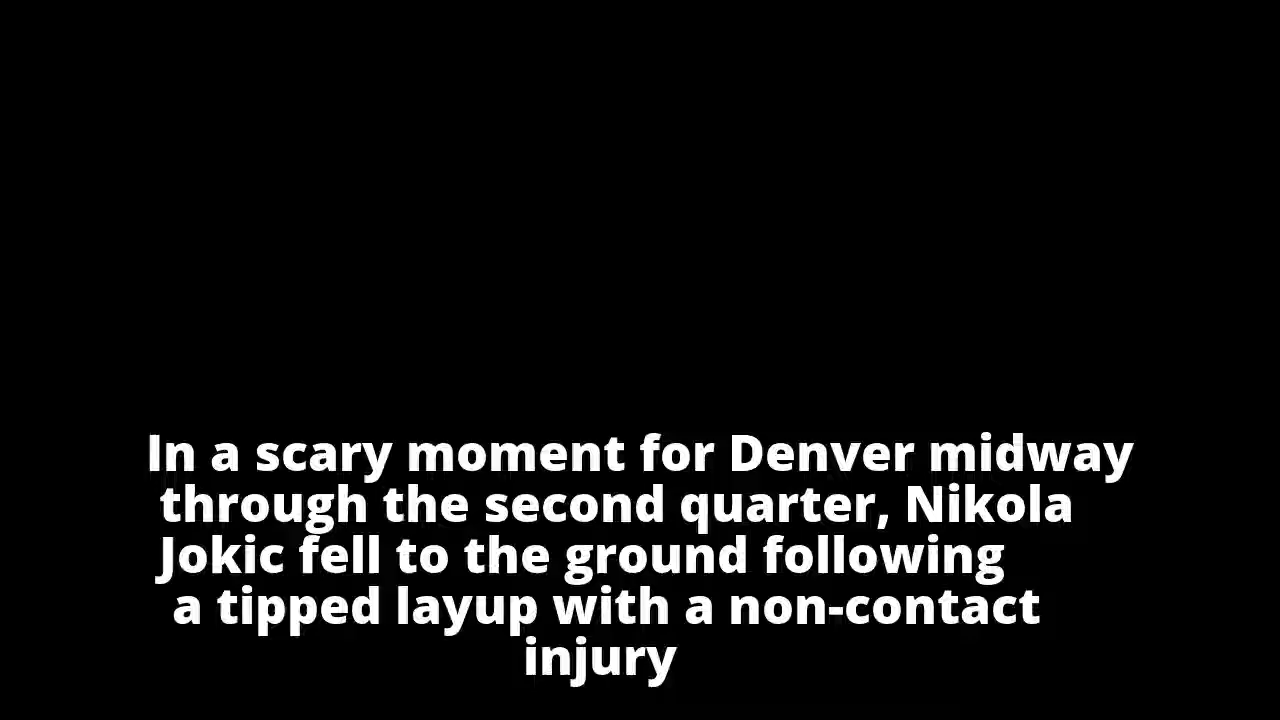 In a scary moment for Denver midway
through the second quarter, Nikola
Jokic fell to the ground following
a tipped layup with a non-contact
injury